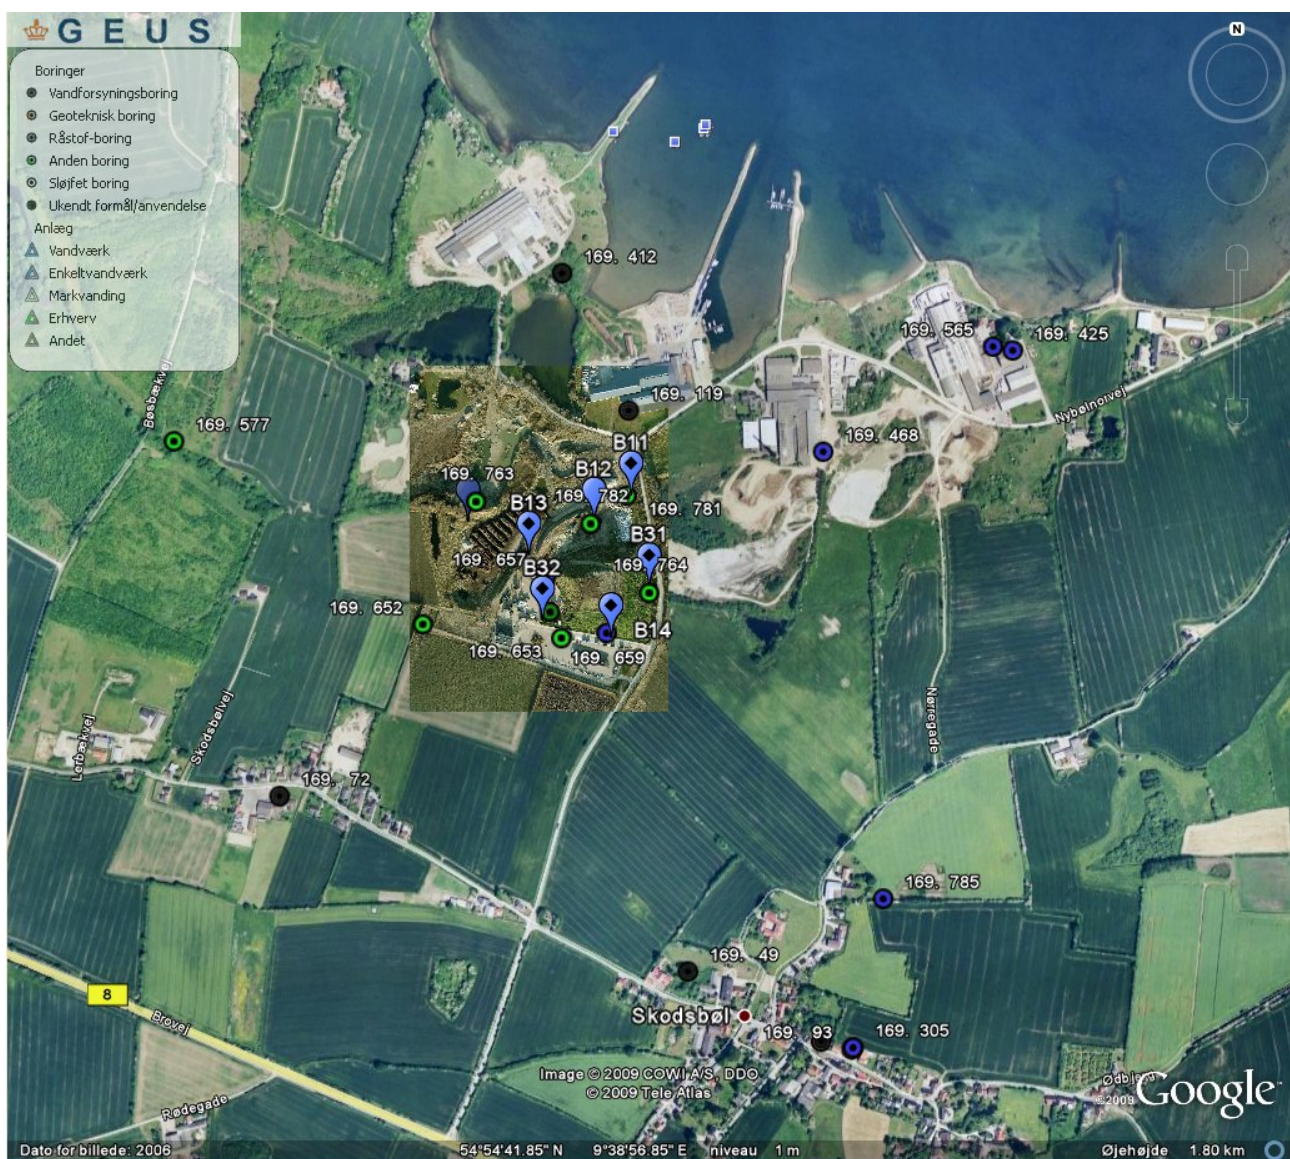 GEUS
Boringer
Vandforsyningsboring
Geoteknisk boring
Råstof-boring
Anden boring
Sløjfet boring
Ukendt formål/anvendelse
Anlæg
Vandværk
Enkeltvandværk
Markvanding
Erhverv
Andet
N
169. 412
169. 565
169. 425
Nybølnorvej
Bøsbækvej
169. 577
169. 119
169. 468
B11
169. 763
B12
169. 782
B13
169. 781
B31
169. 657
169. 764
B32
169. 652
B14
169. 653
169. 659
Nørregade
Skodsbølvej
Lerbækvej
169. 72
169. 785
169. 49
8
Brovej
Skodsbøl
169. 93
169. 305
Image © 2009 COWI A/S, DDO
© 2009 Tele Atlas
©2009 Google
Rødegade
Dato for billede: 2006
54°54'41.85" N 9°38'56.85" E niveau 1 m
Øjehøjde 1.80 km